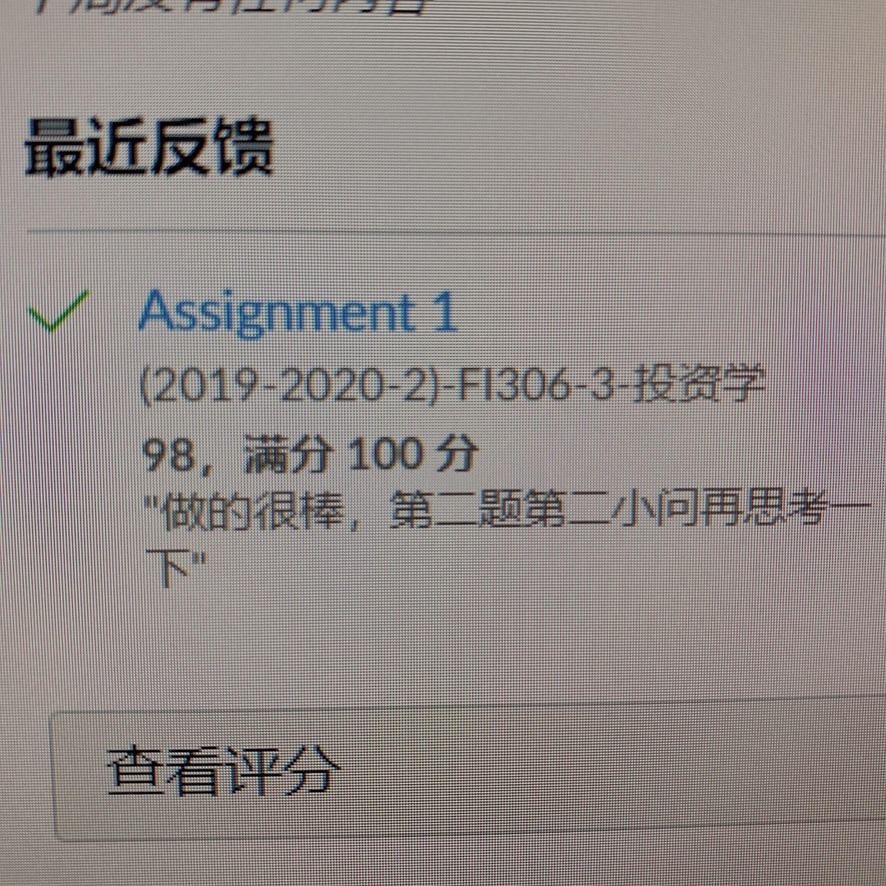 最近反馈
Assignment 1
(2019-2020-2)-FI306-3-投资学
98，满分 100 分
"做的很棒，第二题第二小问再思考一
下"
查看评分